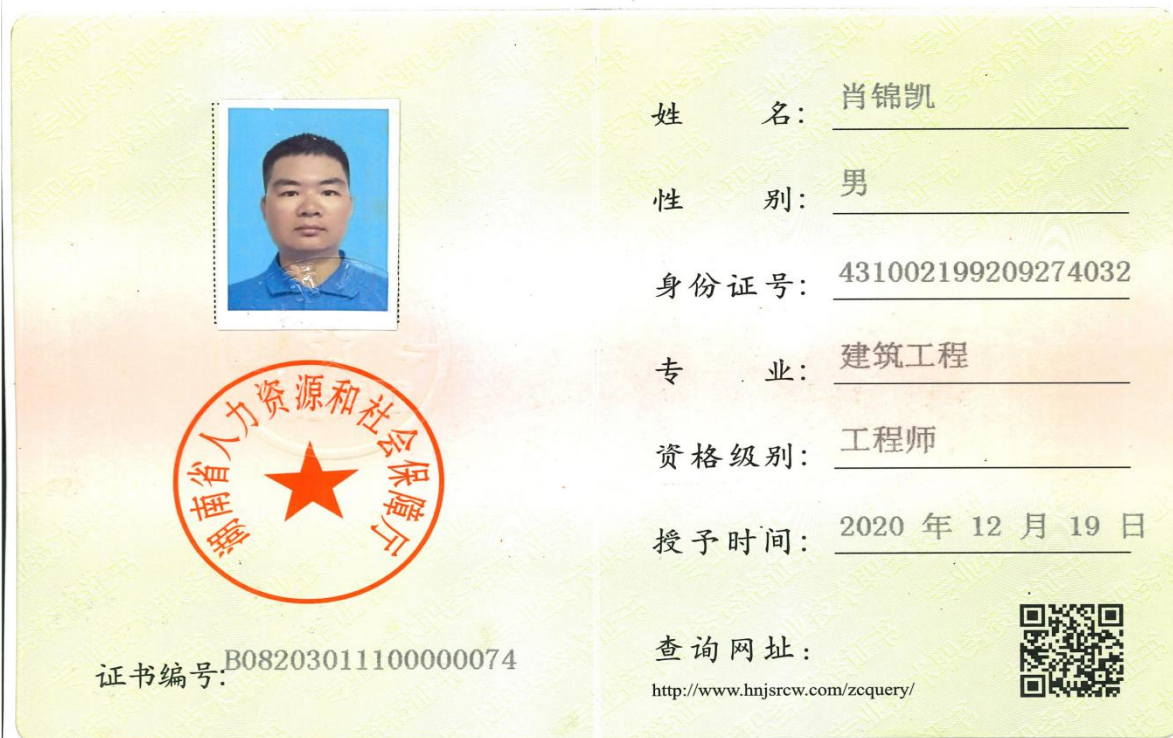 湖南省人力资源和社会保障厅
证书编号:B08203011100000074
姓 名: 肖锦凯
性 别: 男
身份证号: 431002199209274032
专 业: 建筑工程
资格级别: 工程师
授予时间: 2020 年 12 月 19 日
查询网址:
http://www.hnjsrcw.com/zcquery/